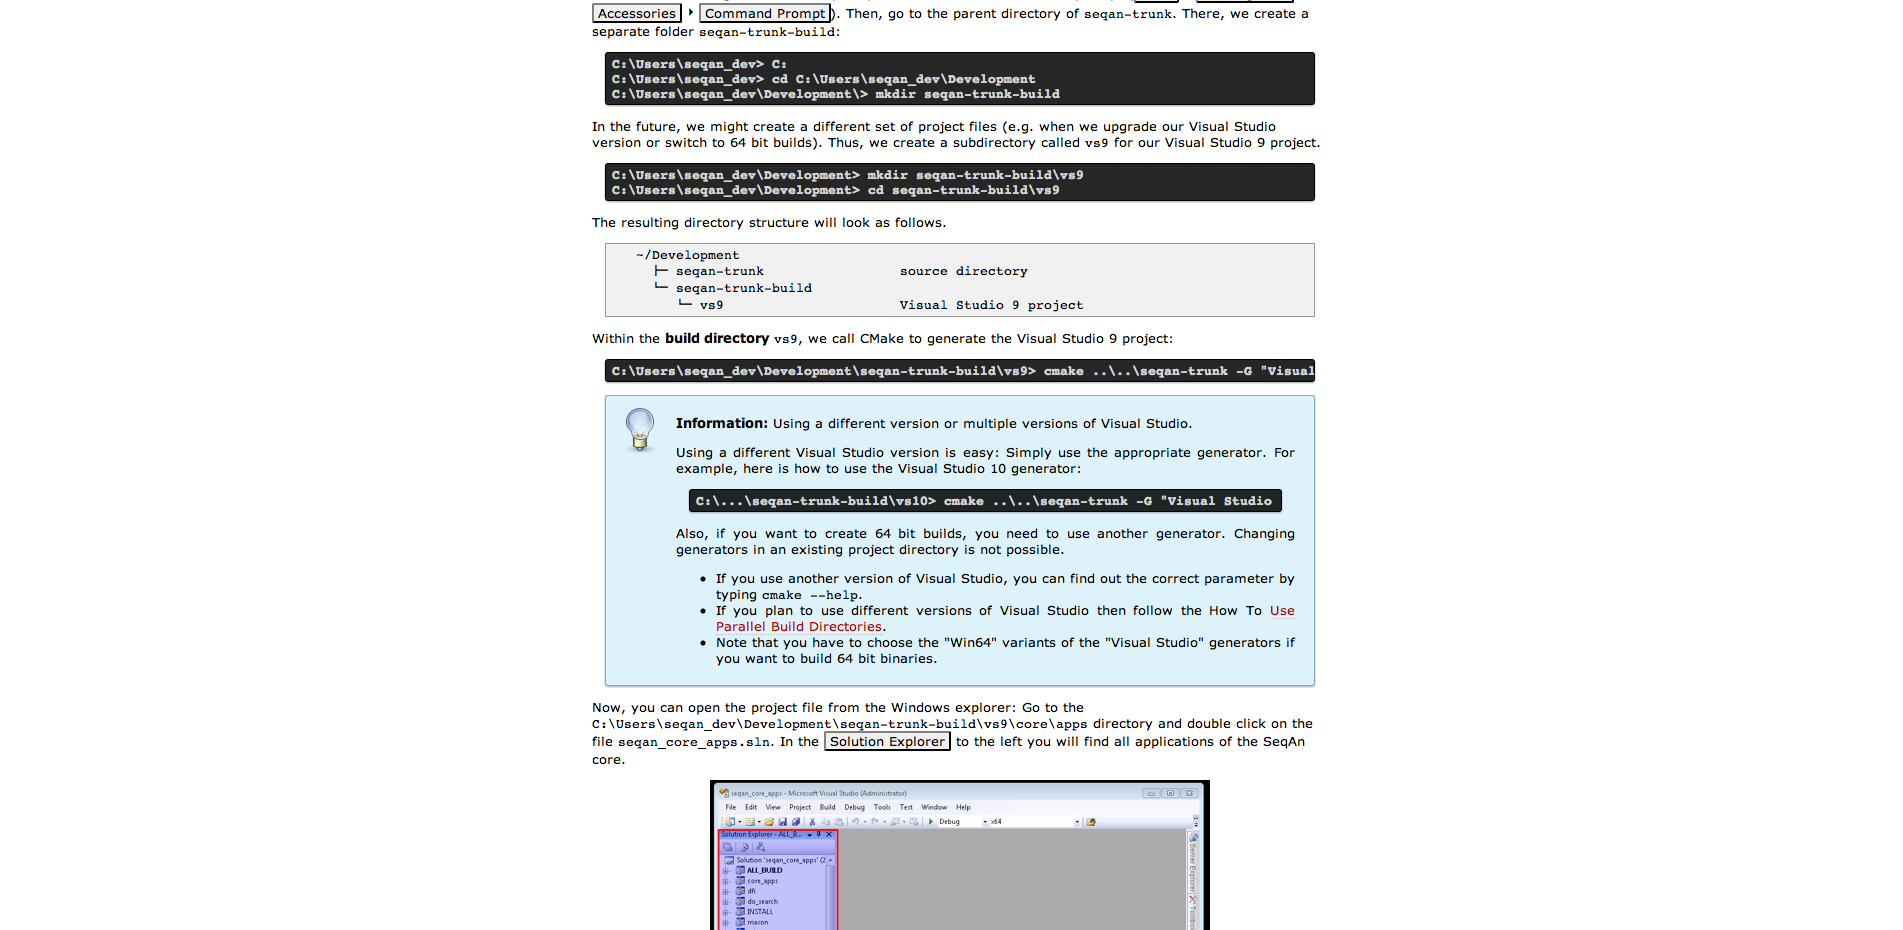 Accessories ‣ Command Prompt). Then, go to the parent directory of seqan-trunk. There, we create a
separate folder seqan-trunk-build:
C:\Users\seqan_dev> C:
C:\Users\seqan_dev> cd C:\Users\seqan_dev\Development
C:\Users\seqan_dev\Development\> mkdir seqan-trunk-build
In the future, we might create a different set of project files (e.g. when we upgrade our Visual Studio
version or switch to 64 bit builds). Thus, we create a subdirectory called vs9 for our Visual Studio 9 project.
C:\Users\seqan_dev\Development> mkdir seqan-trunk-build\vs9
C:\Users\seqan_dev\Development> cd seqan-trunk-build\vs9
The resulting directory structure will look as follows.
~/Development
├─ seqan-trunk source directory
└─ seqan-trunk-build
└─ vs9 Visual Studio 9 project
Within the build directory vs9, we call CMake to generate the Visual Studio 9 project:
C:\Users\seqan_dev\Development\seqan-trunk-build\vs9> cmake ..\..\seqan-trunk -G "Visual
Information: Using a different version or multiple versions of Visual Studio.
Using a different Visual Studio version is easy: Simply use the appropriate generator. For
example, here is how to use the Visual Studio 10 generator:
C:\...\seqan-trunk-build\vs10> cmake ..\..\seqan-trunk -G "Visual Studio
Also, if you want to create 64 bit builds, you need to use another generator. Changing
generators in an existing project directory is not possible.
• If you use another version of Visual Studio, you can find out the correct parameter by
typing cmake --help.
• If you plan to use different versions of Visual Studio then follow the How To Use
Parallel Build Directories.
• Note that you have to choose the "Win64" variants of the "Visual Studio" generators if
you want to build 64 bit binaries.
Now, you can open the project file from the Windows explorer: Go to the
C:\Users\seqan_dev\Development\seqan-trunk-build\vs9\core\apps directory and double click on the
file seqan_core_apps.sln. In the Solution Explorer to the left you will find all applications of the SeqAn
core.
seqan_core_apps - Microsoft Visual Studio (Administrator)
File Edit View Project Build Debug Tools Test Window Help
Debug x64
Solution Explorer - ALL_B...
Solution 'seqan_core_apps' (2
ALL_BUILD
core_apps
dfi
do_search
INSTALL
mason
Server Explorer
Toolbo